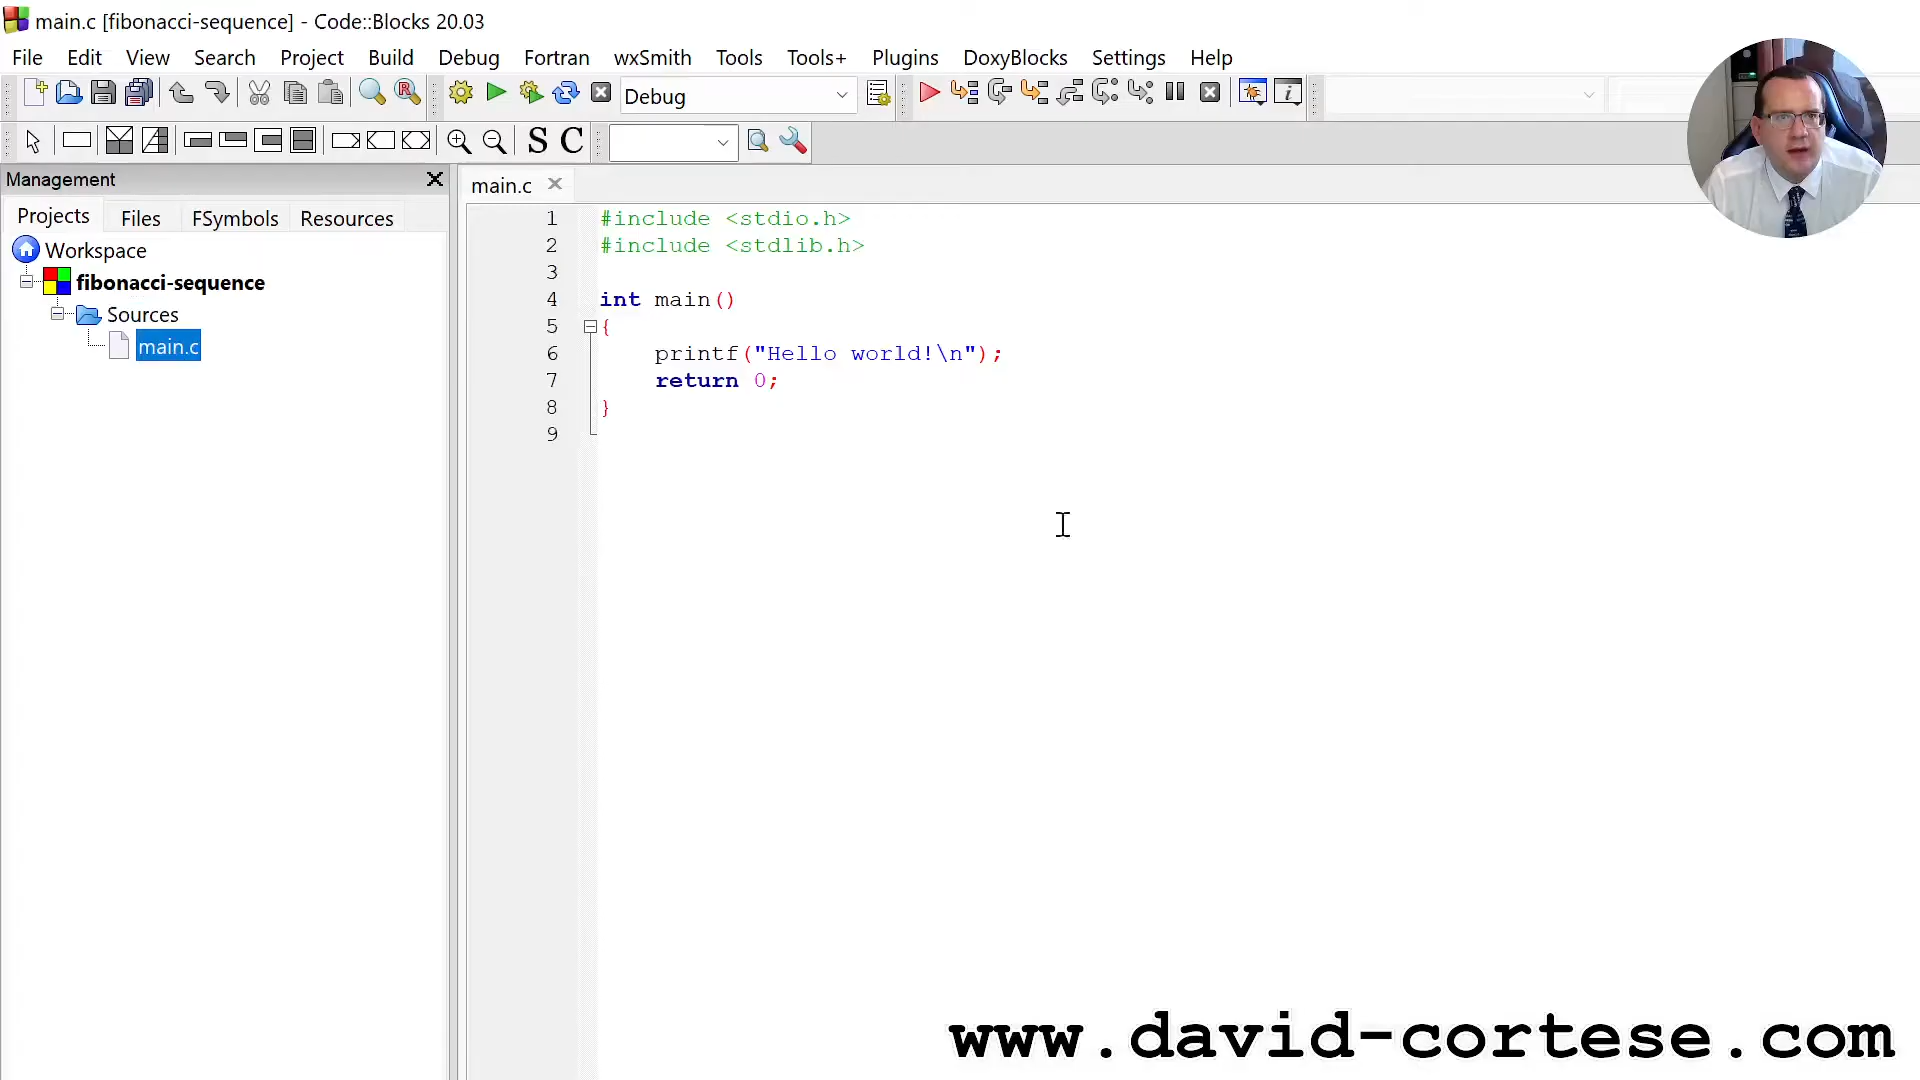 main.c [fibonacci-sequence] - Code::Blocks 20.03
File Edit View Search Project Build Debug Fortran wxSmith Tools Tools+ Plugins DoxyBlocks Settings Help
Debug
S C
Management
main.c
Projects Files FSymbols Resources
Workspace
fibonacci-sequence
Sources
main.c
1 #include <stdio.h>
2 #include <stdlib.h>
3
4 int main()
5 {
6 printf("Hello world!\n");
7 return 0;
8 }
9
www.david-cortese.com